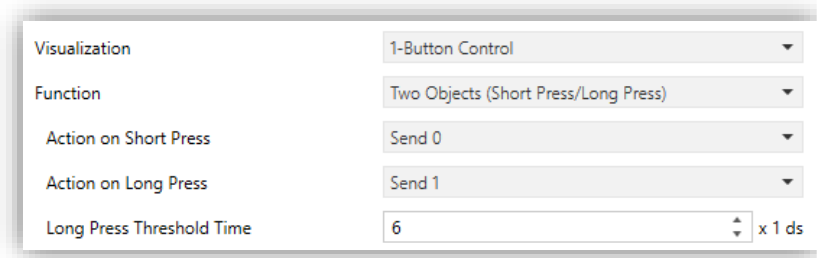 Visualization 1-Button Control
Function Two Objects (Short Press/Long Press)
Action on Short Press Send 0
Action on Long Press Send 1
Long Press Threshold Time 6 x 1 ds